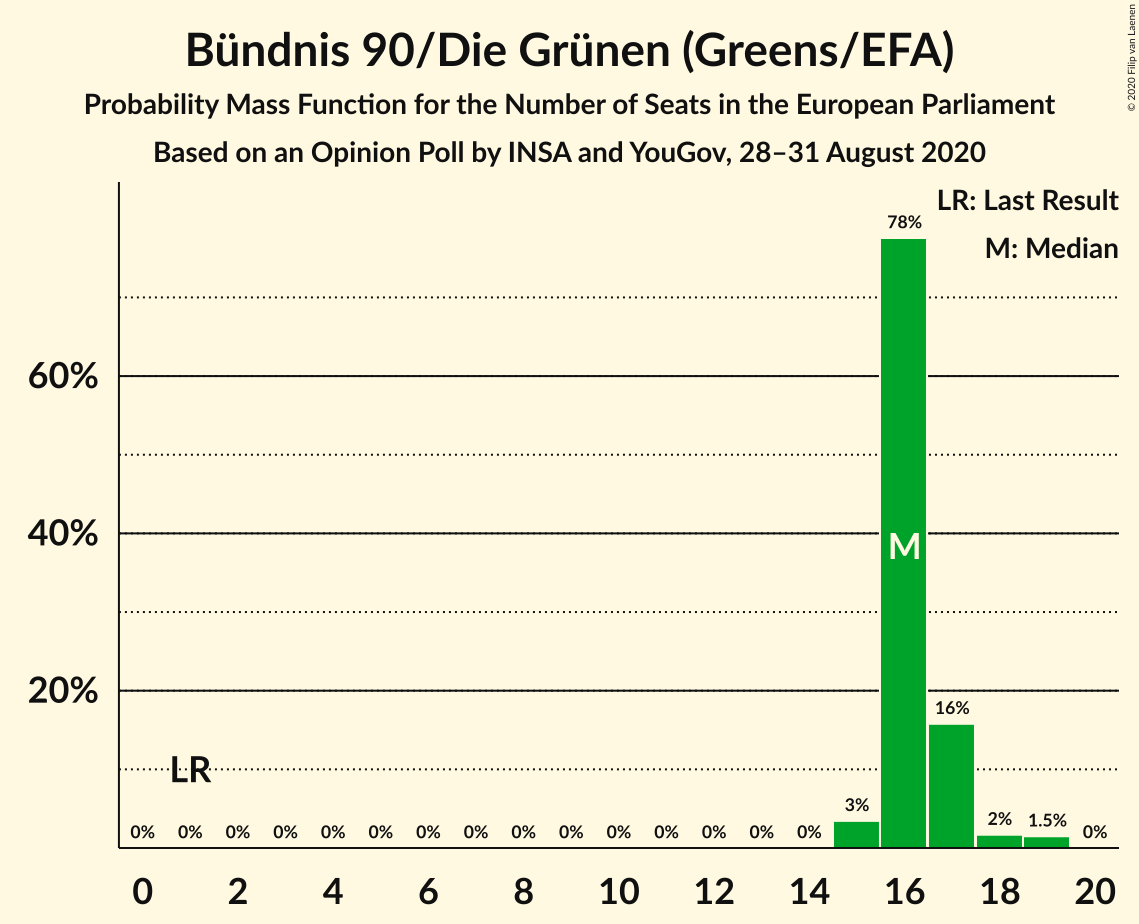 Bündnis 90/Die Grünen (Greens/EFA)
Probability Mass Function for the Number of Seats in the European Parliament
Based on an Opinion Poll by INSA and YouGov, 28–31 August 2020
© 2020 Filip van Laenen
LR: Last Result
M: Median
78%
60%
40%
M
20%
16%
LR
3%
2%
1.5%
0% 0% 0% 0% 0% 0% 0% 0% 0% 0% 0% 0% 0% 0% 0% 0%
0 2 4 6 8 10 12 14 16 18 20